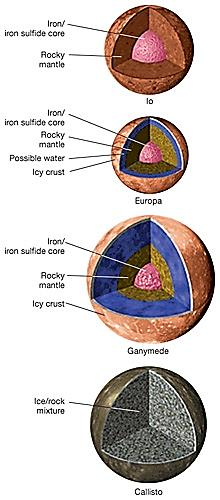 Iron/
iron sulfide core
Rocky
mantle
Io
Iron/
iron sulfide core
Rocky
mantle
Possible water
Icy crust
Europa
Iron/
iron sulfide core
Rocky
mantle
Icy crust
Ganymede
Ice/rock
mixture
Callisto